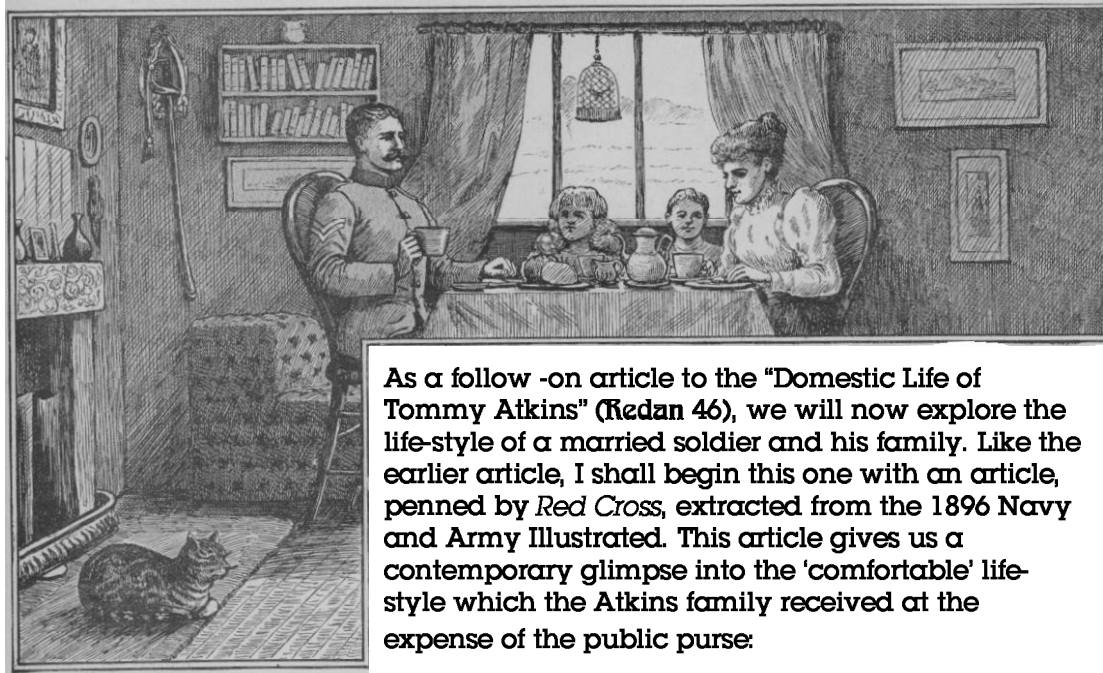 As a follow -on article to the “Domestic Life of
Tommy Atkins” (Redan 46), we will now explore the
life-style of a married soldier and his family. Like the
earlier article, I shall begin this one with an article,
penned by Red Cross, extracted from the 1896 Navy
and Army Illustrated. This article gives us a
contemporary glimpse into the ‘comfortable’ life-
style which the Atkins family received at the
expense of the public purse: